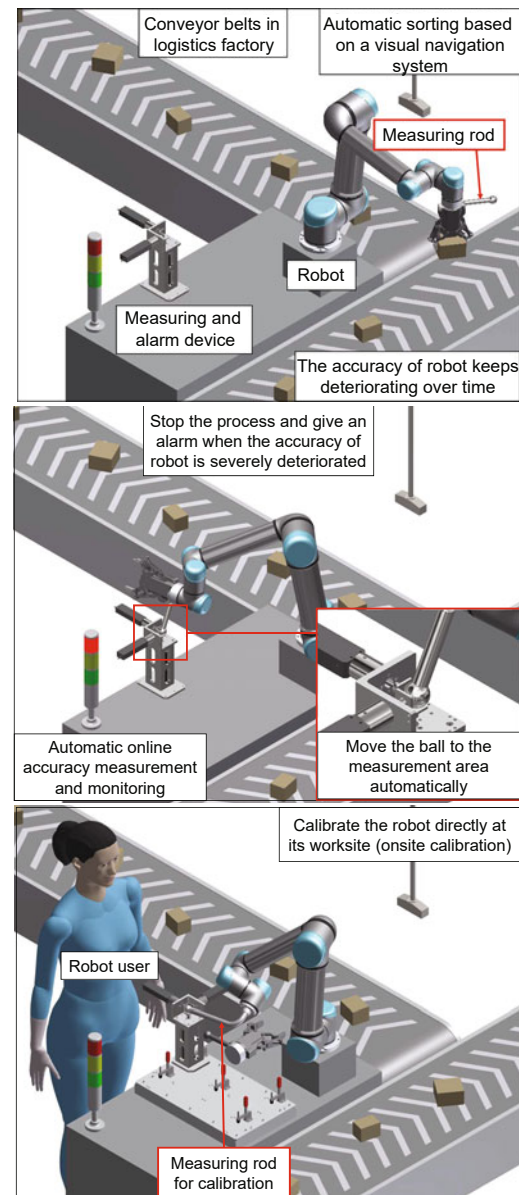 Conveyor belts in
logistics factory
Automatic sorting based
on a visual navigation
system
Measuring rod
Robot
Measuring and
alarm device
The accuracy of robot keeps
deteriorating over time
Stop the process and give an
alarm when the accuracy of
robot is severely deteriorated
Automatic online
accuracy measurement
and monitoring
Move the ball to the
measurement area
automatically
Calibrate the robot directly at
its worksite (onsite calibration)
Robot user
Measuring rod
for calibration